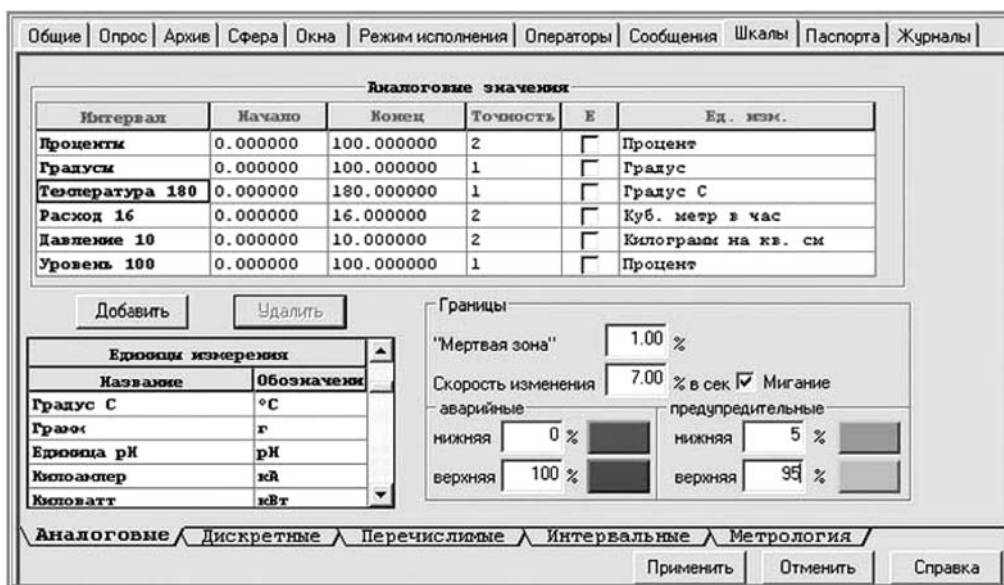 Общие Опрос Архив Сфера Окна Режим исполнения Операторы Сообщения Шкалы Паспорта Журналы
Аналоговые значения
Интервал Начало Конец Точность E Ед. изм.
Проценты 0.000000 100.000000 2 Процент
Градусы 0.000000 100.000000 1 Градус
Температура 180 0.000000 180.000000 1 Градус С
Расход 16 0.000000 16.000000 2 Куб. метр в час
Давление 10 0.000000 10.000000 2 Килограмм на кв. см
Уровень 100 0.000000 100.000000 1 Процент
Добавить Удалить
Границы
"Мертвая зона" 1.00 %
Скорость изменения 7.00 % в сек Мигание
аварийные предупредительные
нижняя 0 % нижняя 5 %
верхняя 100 % верхняя 95 %
Единицы измерения
Название Обозначени
Градус С °C
Грамм г
Единица pH pH
Килоампер кА
Киловатт кВт
Аналоговые Дискретные Перечислимые Интервальные Метрология
Применить Отменить Справка